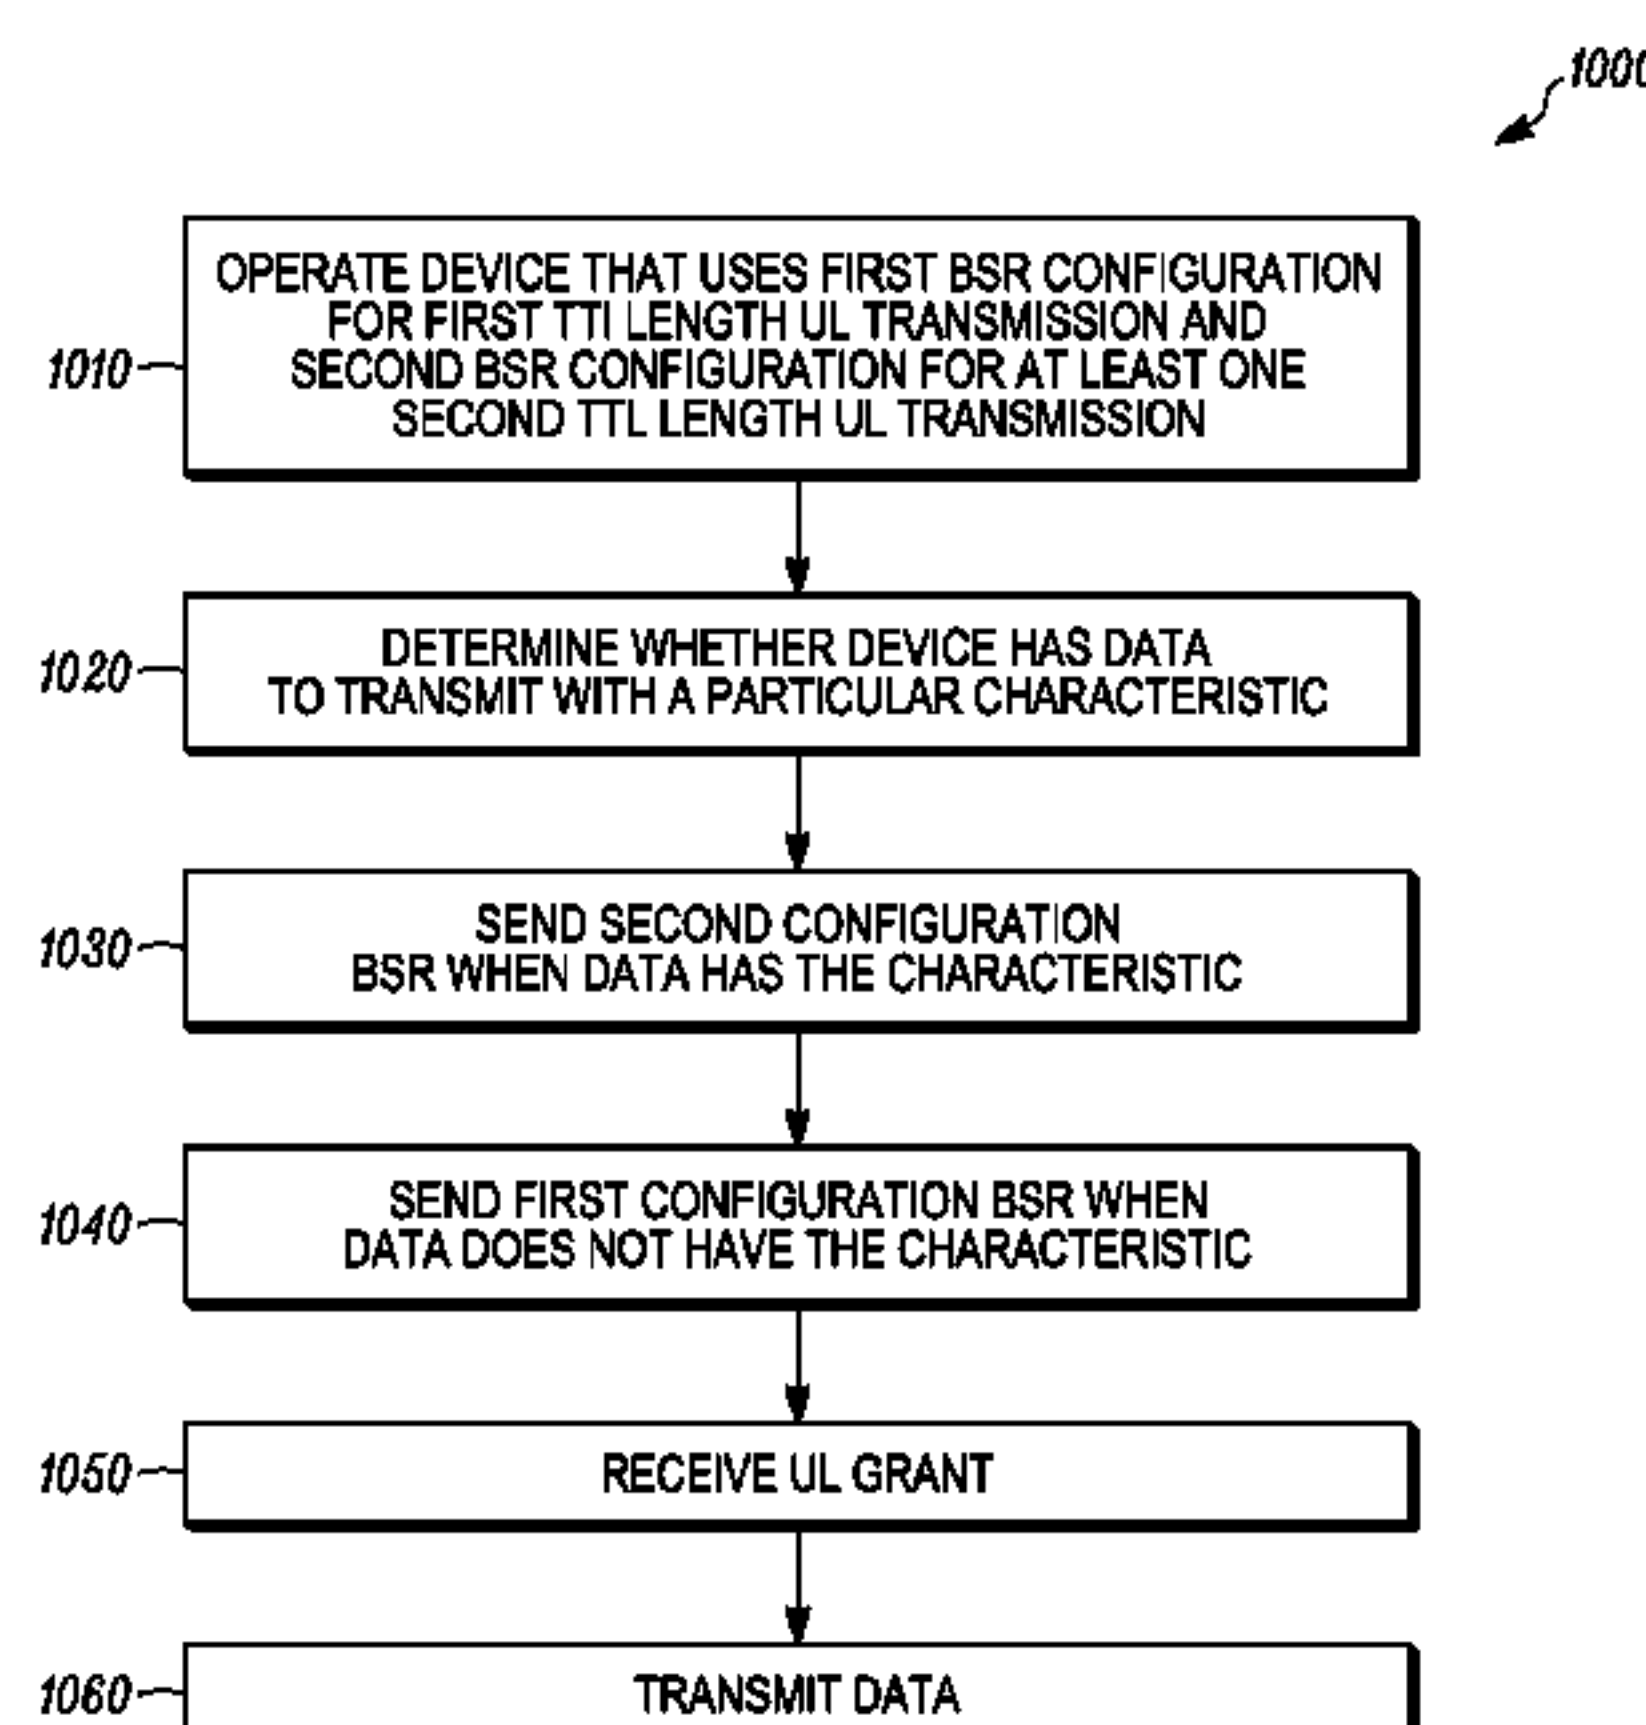 1000
OPERATE DEVICE THAT USES FIRST BSR CONFIGURATION
FOR FIRST TTI LENGTH UL TRANSMISSION AND
SECOND BSR CONFIGURATION FOR AT LEAST ONE
SECOND TTL LENGTH UL TRANSMISSION
1010
DETERMINE WHETHER DEVICE HAS DATA
TO TRANSMIT WITH A PARTICULAR CHARACTERISTIC
1020
SEND SECOND CONFIGURATION
BSR WHEN DATA HAS THE CHARACTERISTIC
1030
SEND FIRST CONFIGURATION BSR WHEN
DATA DOES NOT HAVE THE CHARACTERISTIC
1040
RECEIVE UL GRANT
1050
TRANSMIT DATA
1060